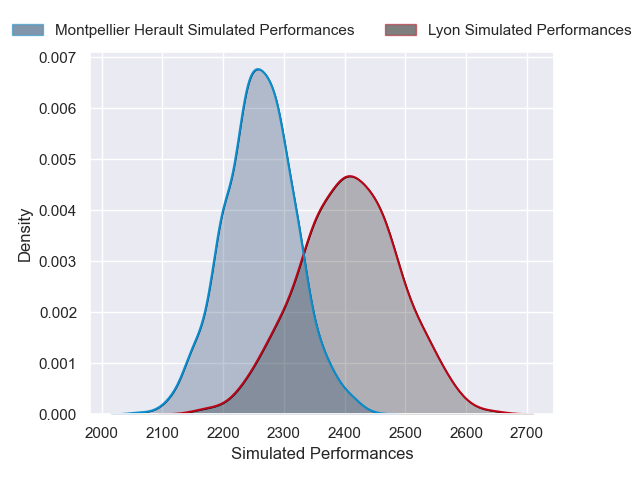 Montpellier Herault Simulated Performances Lyon Simulated Performances
0.007
0.006
0.005
0.004
0.003
0.002
0.001
0.000
Density
2000 2100 2200 2300 2400 2500 2600 2700
Simulated Performances